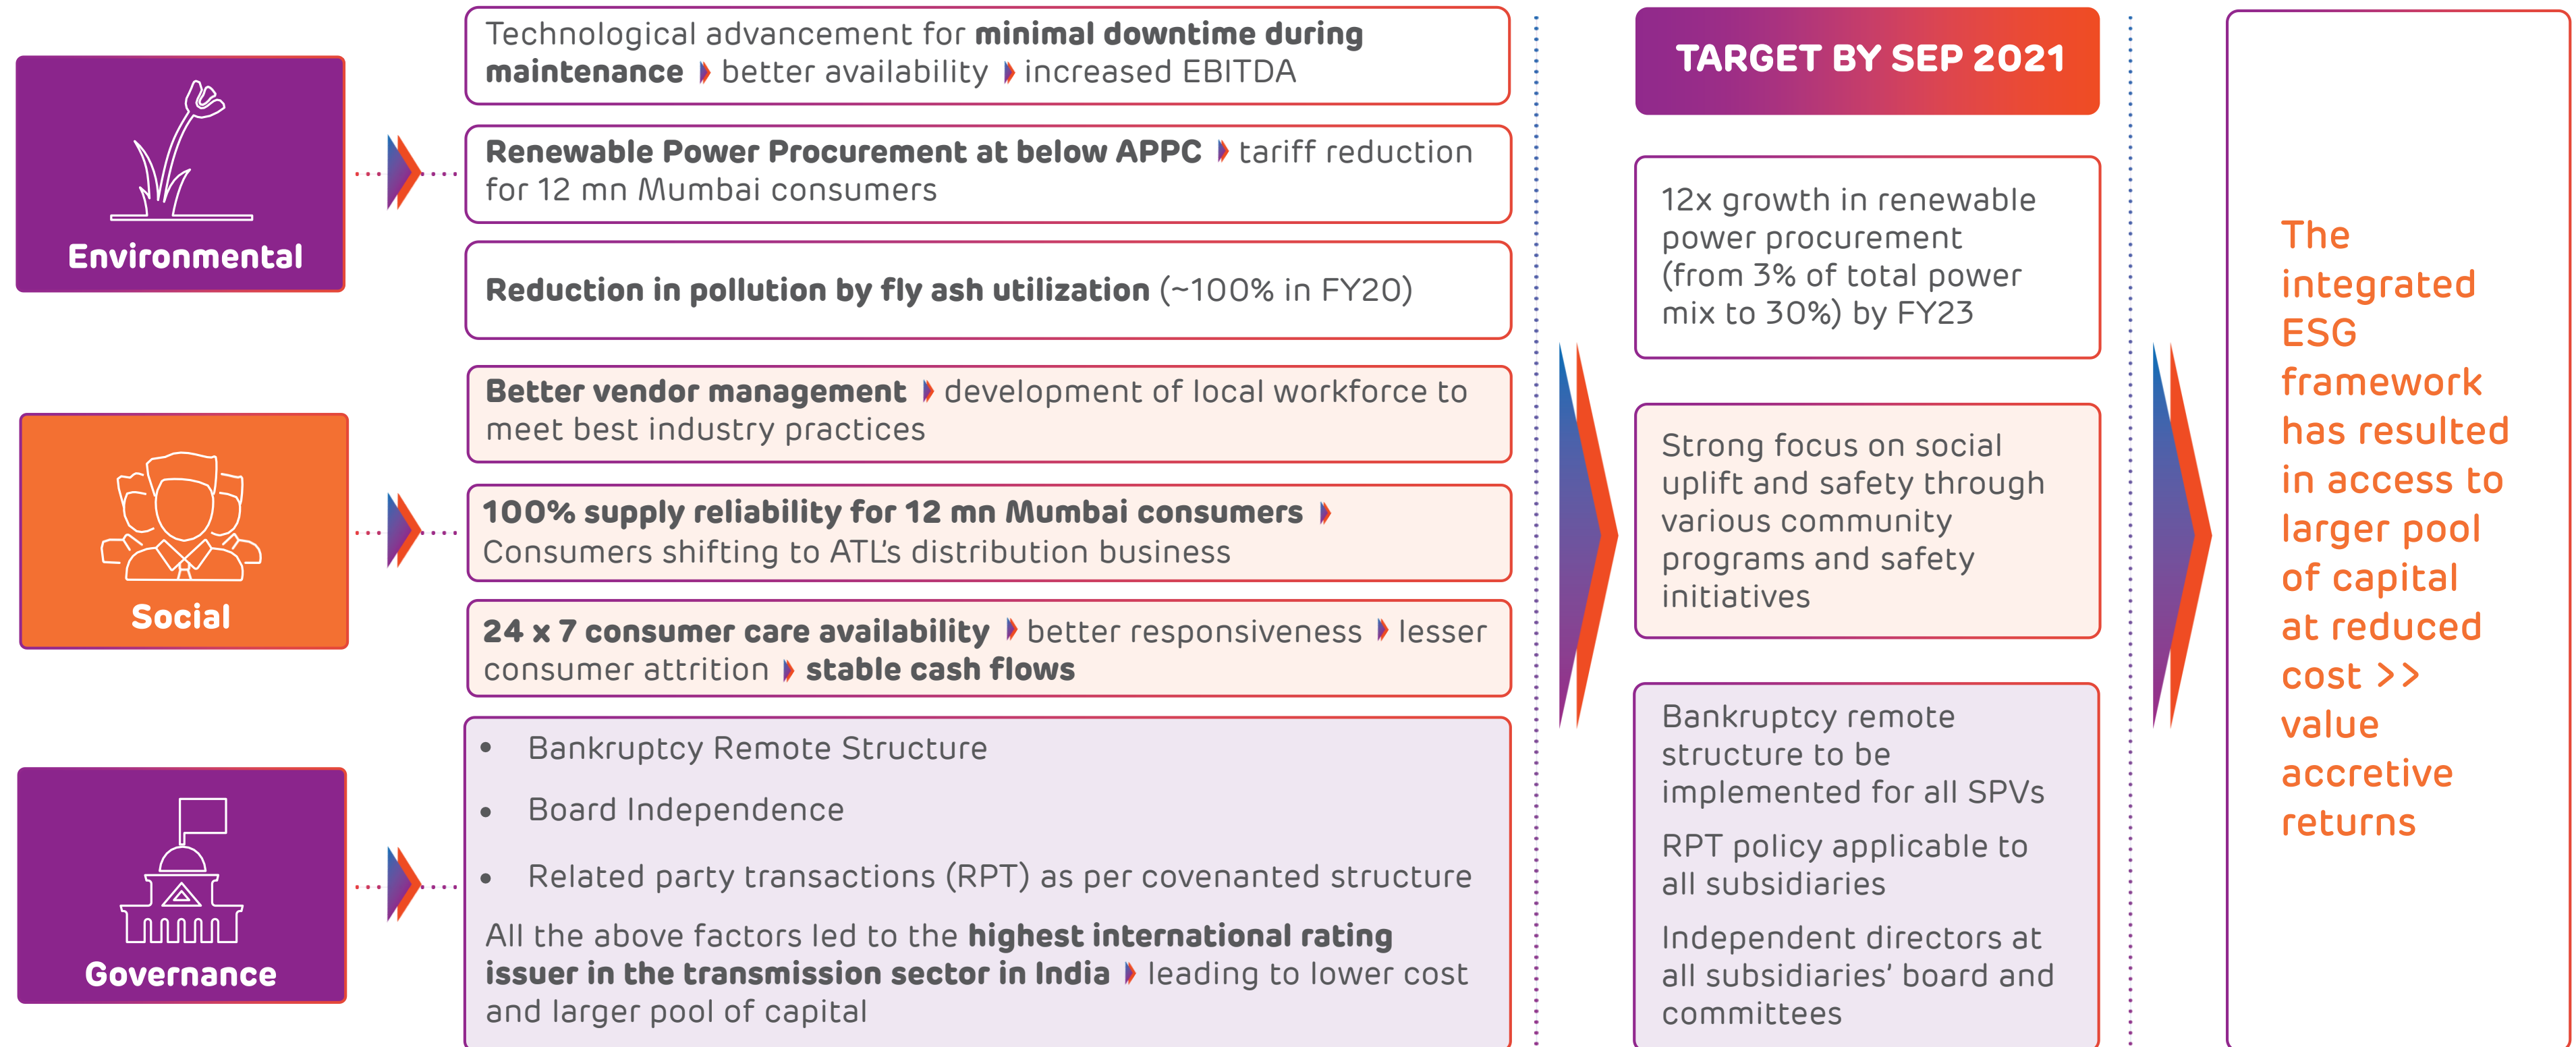 Environmental
Technological advancement for minimal downtime during
maintenance better availability increased EBITDA
Renewable Power Procurement at below APPC tariff reduction
for 12 mn Mumbai consumers
Reduction in pollution by fly ash utilization (~100% in FY20)
Social
Better vendor management development of local workforce to
meet best industry practices
100% supply reliability for 12 mn Mumbai consumers
Consumers shifting to ATL’s distribution business
24 x 7 consumer care availability better responsiveness lesser
consumer attrition stable cash flows
Governance
• Bankruptcy Remote Structure
• Board Independence
• Related party transactions (RPT) as per covenanted structure
All the above factors led to the highest international rating
issuer in the transmission sector in India leading to lower cost
and larger pool of capital
TARGET BY SEP 2021
12x growth in renewable
power procurement
(from 3% of total power
mix to 30%) by FY23
Strong focus on social
uplift and safety through
various community
programs and safety
initiatives
Bankruptcy remote
structure to be
implemented for all SPVs
RPT policy applicable to
all subsidiaries
Independent directors at
all subsidiaries’ board and
committees
The
integrated
ESG
framework
has resulted
in access to
larger pool
of capital
at reduced
cost >>
value
accretive
returns